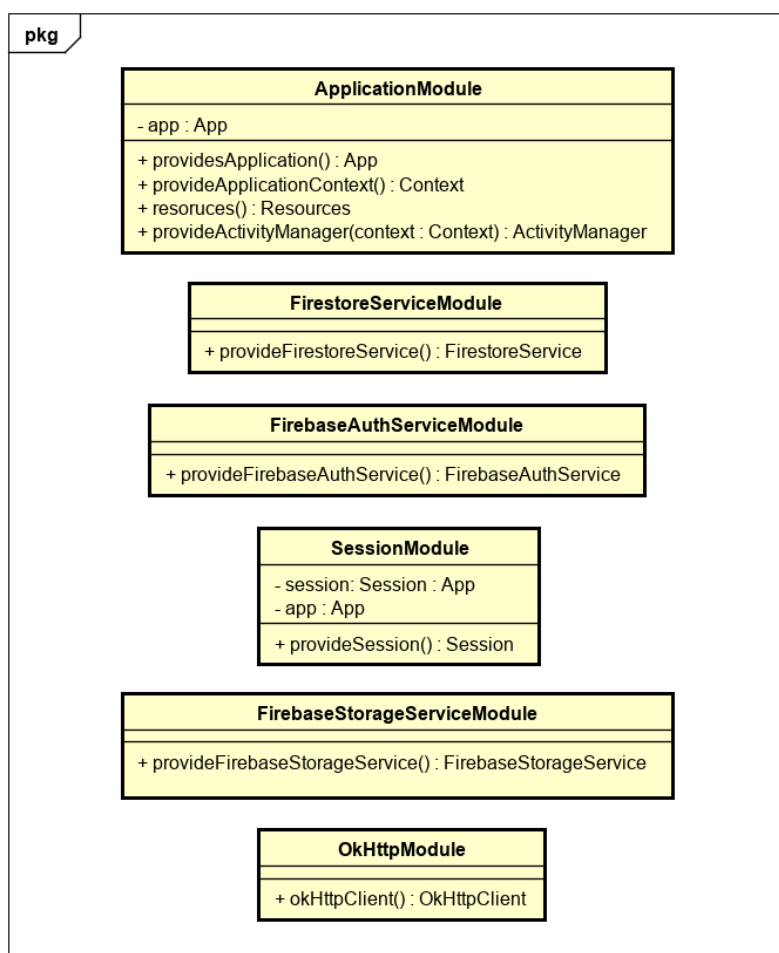 pkg
ApplicationModule
- app : App
+ providesApplication() : App
+ provideApplicationContext() : Context
+ resoruces() : Resources
+ provideActivityManager(context : Context) : ActivityManager
FirestoreServiceModule
+ provideFirestoreService() : FirestoreService
FirebaseAuthServiceModule
+ provideFirebaseAuthService() : FirebaseAuthService
SessionModule
- session: Session : App
- app : App
+ provideSession() : Session
FirebaseStorageServiceModule
+ provideFirebaseStorageService() : FirebaseStorageService
OkHttpModule
+ okHttpClient() : OkHttpClient